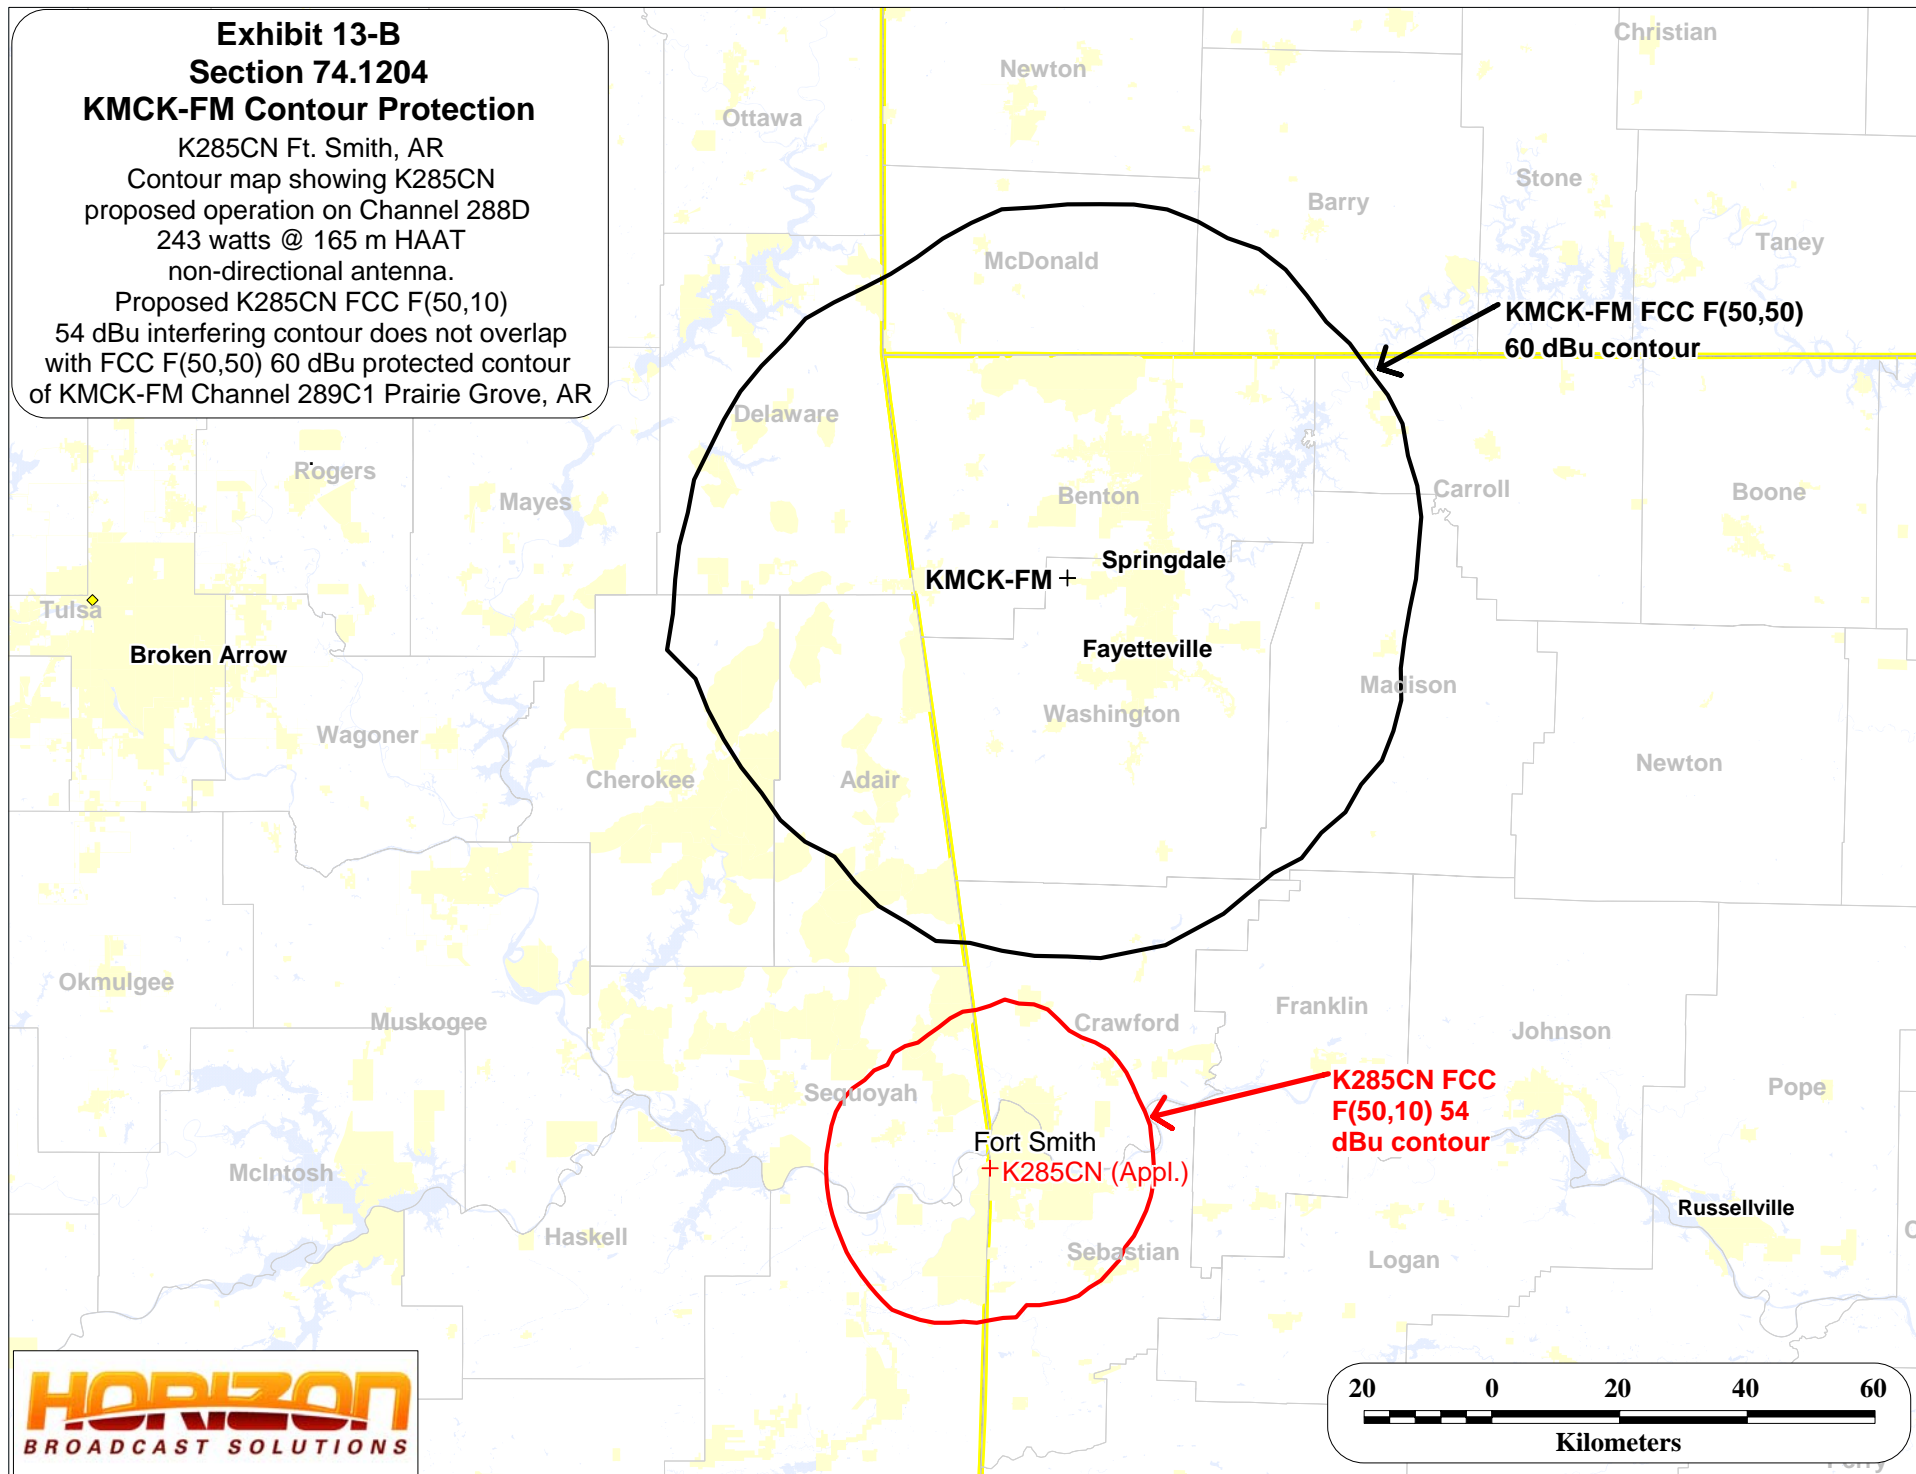 Exhibit 13-B
Section 74.1204
KMCK-FM Contour Protection
K285CN Ft. Smith, AR
Contour map showing K285CN
proposed operation on Channel 288D
243 watts @ 165 m HAAT
non-directional antenna.
Proposed K285CN FCC F(50,10)
54 dBu interfering contour does not overlap
with FCC F(50,50) 60 dBu protected contour
of KMCK-FM Channel 289C1 Prairie Grove, AR
Christian
Newton
Ottawa
Stone
Barry
Taney
McDonald
KMCK-FM FCC F(50,50)
60 dBu contour
Delaware
Rogers
Mayes
Benton
Carroll
Boone
Springdale
KMCK-FM
Tulsa
Broken Arrow
Fayetteville
Madison
Washington
Wagoner
Cherokee
Adair
Newton
Okmulgee
Muskogee
Crawford
Franklin
Johnson
Sequoyah
K285CN FCC
F(50,10) 54
dBu contour
Pope
Fort Smith
K285CN (Appl.)
McIntosh
Russellville
Haskell
Sebastian
Logan
HORIZON
BROADCAST SOLUTIONS
20 0 20 40 60
Kilometers